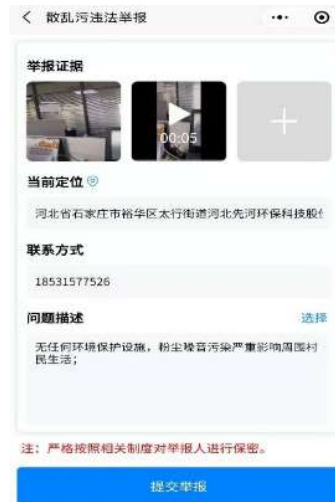 散乱污违法举报
举报证据
00:05
当前定位
河北省石家庄市裕华区太行街道河北先河环保科技股
联系方式
18531577526
问题描述
选择
无任何环境保护设施，粉尘噪音污染严重影响周围村
民生活；
注：严格按照相关制度对举报人进行保密。
提交举报